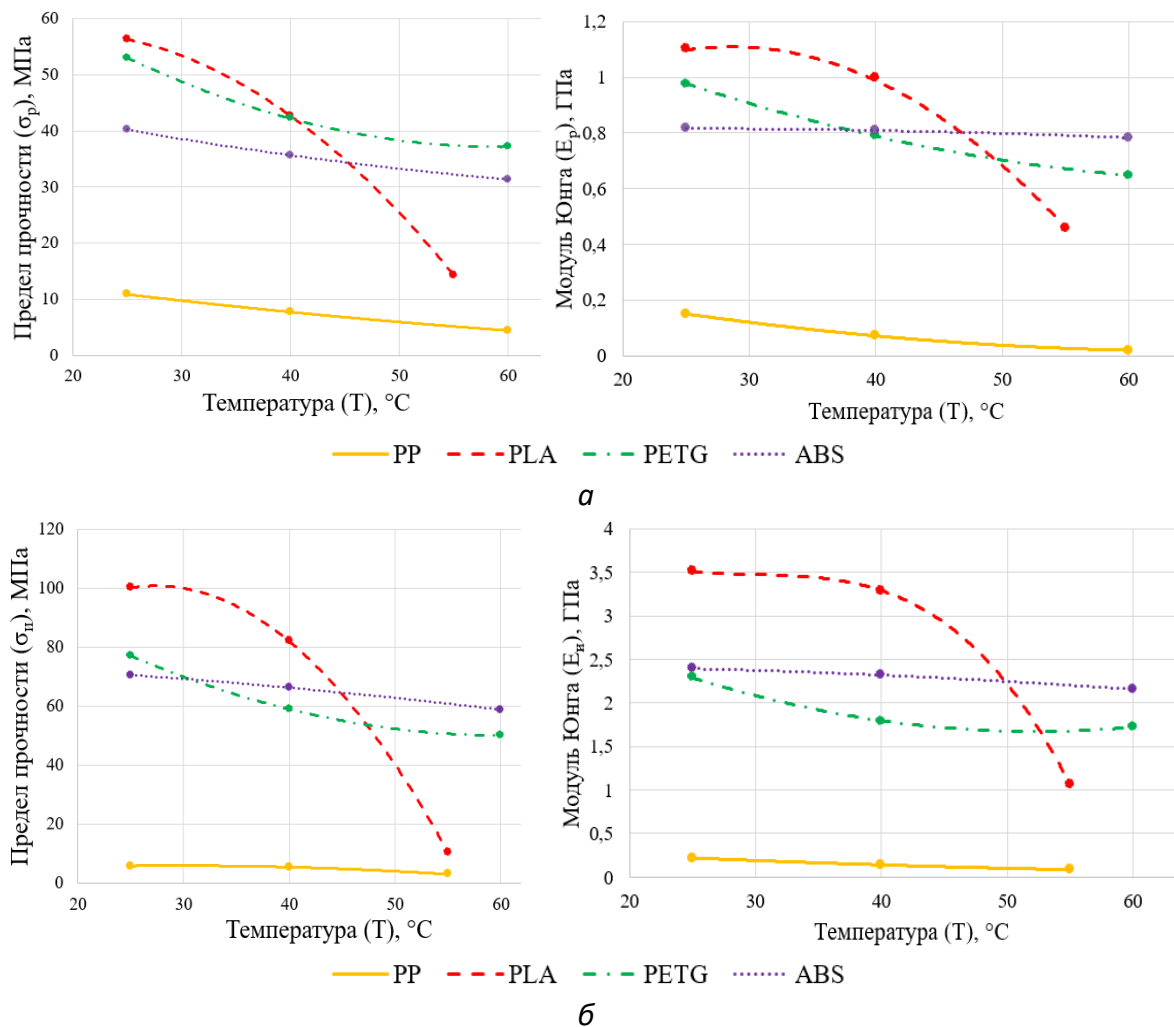 Предел прочности (σр), МПа
60
50
40
30
20
10
0
20 30 40 50 60
Температура (T), °C
Модуль Юнга (Eр), ГПа
1,2
1
0,8
0,6
0,4
0,2
0
20 30 40 50 60
Температура (T), °C
PP PLA PETG ABS
а
Предел прочности (σп), МПа
120
100
80
60
40
20
0
20 30 40 50 60
Температура (T), °C
Модуль Юнга (Eи), ГПа
4
3,5
3
2,5
2
1,5
1
0,5
0
20 30 40 50 60
Температура (T), °C
PP PLA PETG ABS
б